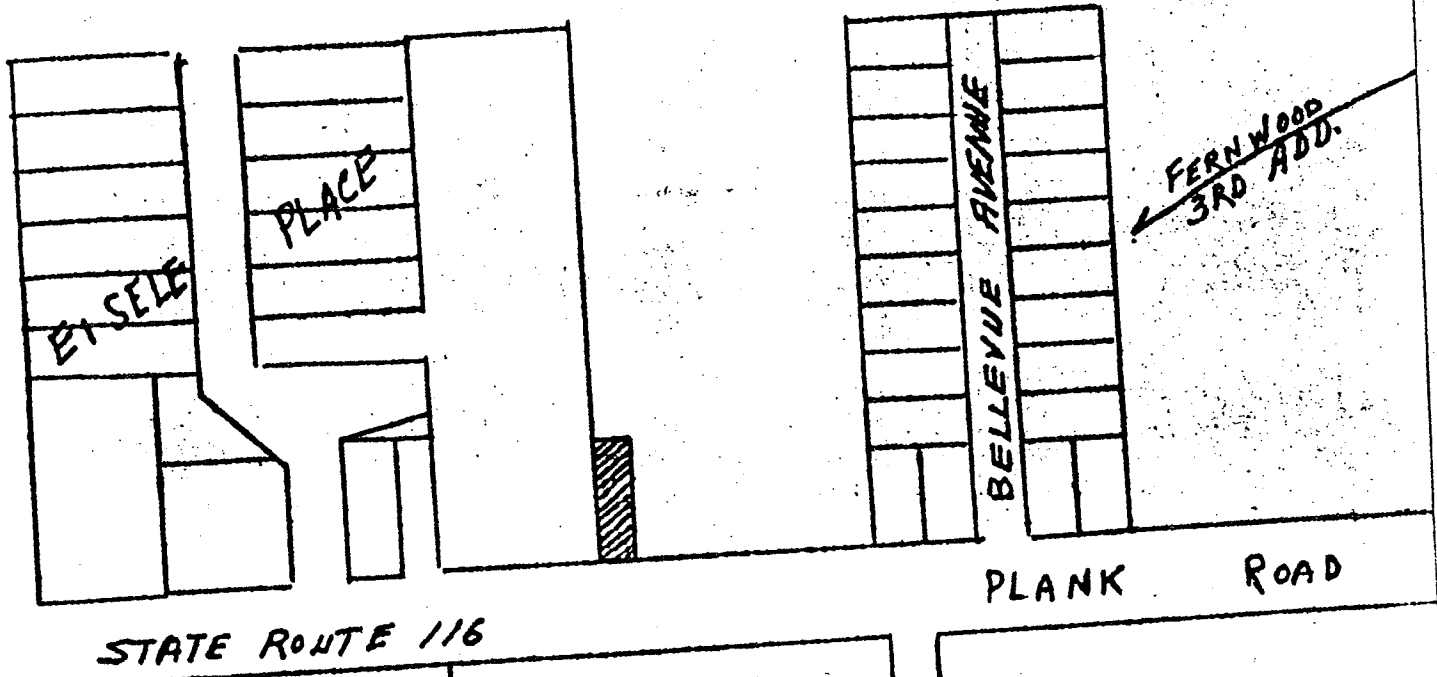 EISELE
PLACE
BELLEVUE AVENUE
FERNWOOD
3RD ADD.
PLANK ROAD
STATE ROUTE 116